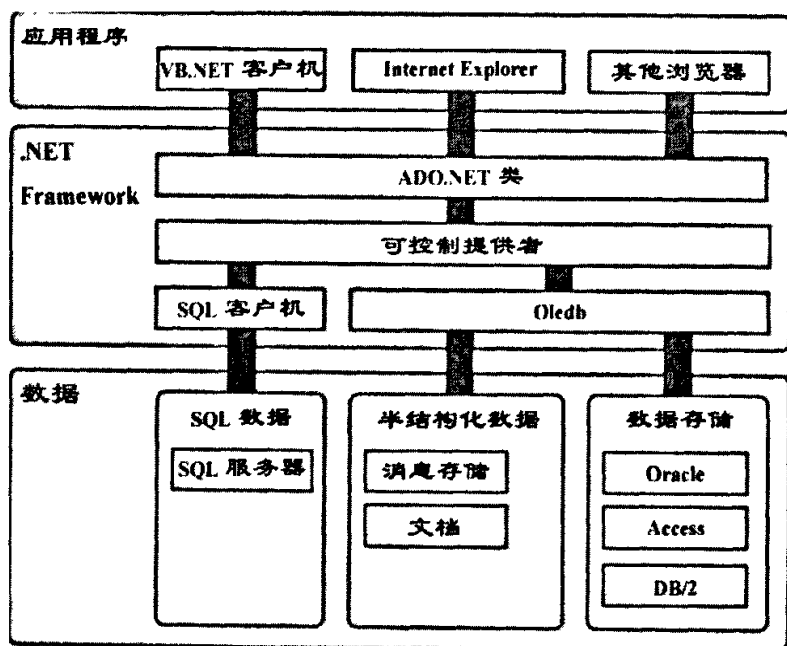 应用程序
VB.NET 客户机
Internet Explorer
其他浏览器
.NET
Framework
ADO.NET 类
可控制提供者
SQL 客户机
Oledb
数据
SQL 数据
半结构化数据
数据存储
SQL 服务器
消息存储
Oracle
文档
Access
DB/2